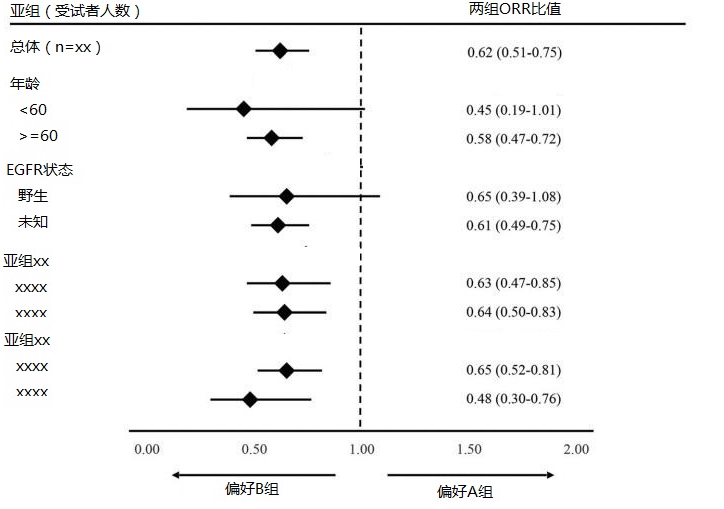 亚组（受试者人数） 两组ORR比值
总体（n=xx） 0.62 (0.51-0.75)
年龄
<60 0.45 (0.19-1.01)
>=60 0.58 (0.47-0.72)
EGFR状态
野生 0.65 (0.39-1.08)
未知 0.61 (0.49-0.75)
亚组xx
xxxx 0.63 (0.47-0.85)
xxxx 0.64 (0.50-0.83)
亚组xx
xxxx 0.65 (0.52-0.81)
xxxx 0.48 (0.30-0.76)
0.00 0.50 1.00 1.50 2.00
偏好B组 偏好A组